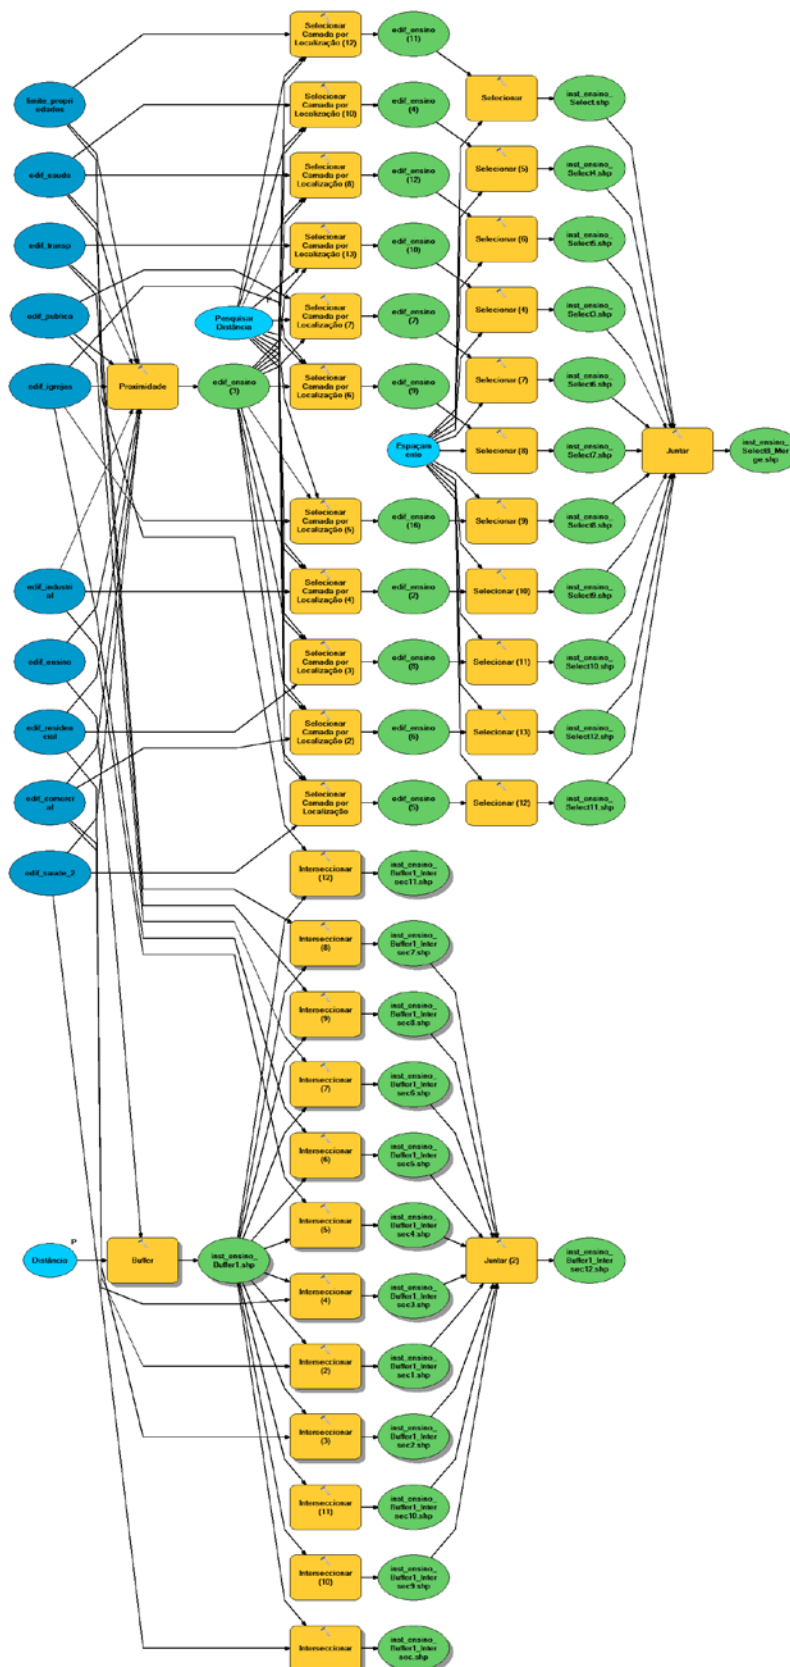 Selecionar
Camada por
Localização (12)
edif_ensino
(11)
limite_propri
edades
Selecionar
Camada por
Localização (10)
edif_ensino
(4)
Selecionar
inst_ensino_
Select.shp
edif_saude
Selecionar
Camada por
Localização (8)
edif_ensino
(12)
Selecionar (5)
inst_ensino_
Select4.shp
edif_transp
Selecionar
Camada por
Localização (13)
edif_ensino
(10)
Selecionar (6)
inst_ensino_
Select5.shp
edif_publica
Pesquisar
Distância
P
Selecionar
Camada por
Localização (7)
edif_ensino
(7)
Selecionar (4)
inst_ensino_
Select3.shp
edif_igrejas
Proximidade
edif_ensino
(3)
Selecionar
Camada por
Localização (6)
edif_ensino
(9)
Selecionar (7)
inst_ensino_
Select6.shp
Espaçam
ento
Selecionar (8)
inst_ensino_
Select7.shp
Juntar
inst_ensino_
Select8_Mer
ge.shp
Selecionar
Camada por
Localização (5)
edif_ensino
(16)
Selecionar (9)
inst_ensino_
Select8.shp
edif_industri
al
Selecionar
Camada por
Localização (4)
edif_ensino
(2)
Selecionar (10)
inst_ensino_
Select9.shp
edif_ensino
Selecionar
Camada por
Localização (3)
edif_ensino
(8)
Selecionar (11)
inst_ensino_
Select10.shp
edif_residen
cial
Selecionar
Camada por
Localização (2)
edif_ensino
(6)
Selecionar (13)
inst_ensino_
Select12.shp
edif_comerci
al
Selecionar
Camada por
Localização
edif_ensino
(5)
Selecionar (12)
inst_ensino_
Select11.shp
edif_saude_2
Interseccionar
(12)
inst_ensino_
Buffer1_Inter
sec11.shp
Interseccionar
(8)
inst_ensino_
Buffer1_Inter
sec7.shp
Interseccionar
(9)
inst_ensino_
Buffer1_Inter
sec8.shp
Interseccionar
(7)
inst_ensino_
Buffer1_Inter
sec6.shp
Interseccionar
(6)
inst_ensino_
Buffer1_Inter
sec5.shp
Interseccionar
(5)
inst_ensino_
Buffer1_Inter
sec4.shp
Distância
P
Buffer
inst_ensino_
Buffer1.shp
Juntar (2)
inst_ensino_
Buffer1_Inter
sec12.shp
Interseccionar
(4)
inst_ensino_
Buffer1_Inter
sec3.shp
Interseccionar
(2)
inst_ensino_
Buffer1_Inter
sec1.shp
Interseccionar
(3)
inst_ensino_
Buffer1_Inter
sec2.shp
Interseccionar
(11)
inst_ensino_
Buffer1_Inter
sec10.shp
Interseccionar
(10)
inst_ensino_
Buffer1_Inter
sec9.shp
Interseccionar
inst_ensino_
Buffer1_Inter
sec.shp